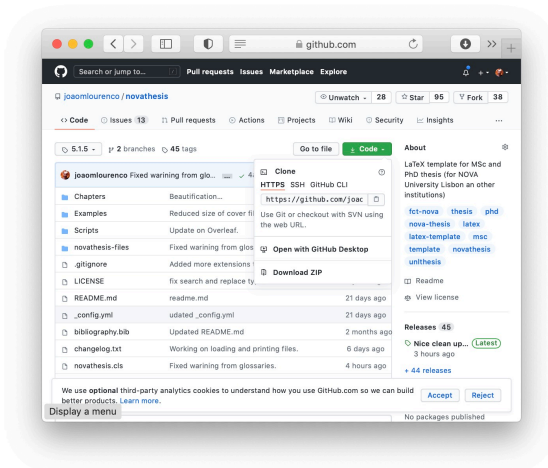 github.com
Search or jump to... / Pull requests Issues Marketplace Explore
joaomlourenco / novathesis
Unwatch 28 Star 95 Fork 38
Code Issues 13 Pull requests Actions Projects Wiki Security Insights ...
5.1.5 2 branches 45 tags Go to file Code
joaomlourenco Fixed warining from glo... ...
Chapters Beautification...
Examples Reduced size of cover fil
Scripts Update on Overleaf.
novathesis-files Fixed warining from glos
.gitignore Added more extensions
LICENSE fix search and replace ty
README.md readme.md 21 days ago
_config.yml udated _config.yml 21 days ago
bibliography.bib Updated README.md 2 months ago
changelog.txt Working on loading and printing files. 6 days ago
novathesis.cls Fixed warining from glossaries. 4 hours ago
Clone
HTTPS SSH GitHub CLI
https://github.com/joac
Use Git or checkout with SVN using
the web URL.
Open with GitHub Desktop
Download ZIP
About
LaTeX template for MSc and
PhD thesis (for NOVA
University Lisbon an other
institutions)
fct-nova thesis phd
nova-thesis latex
latex-template msc
template novathesis
unlthesis
Readme
View license
Releases 45
Nice clean up... Latest
3 hours ago
+ 44 releases
We use optional third-party analytics cookies to understand how you use GitHub.com so we can build
better products. Learn more.
Accept Reject
Display a menu
No packages published